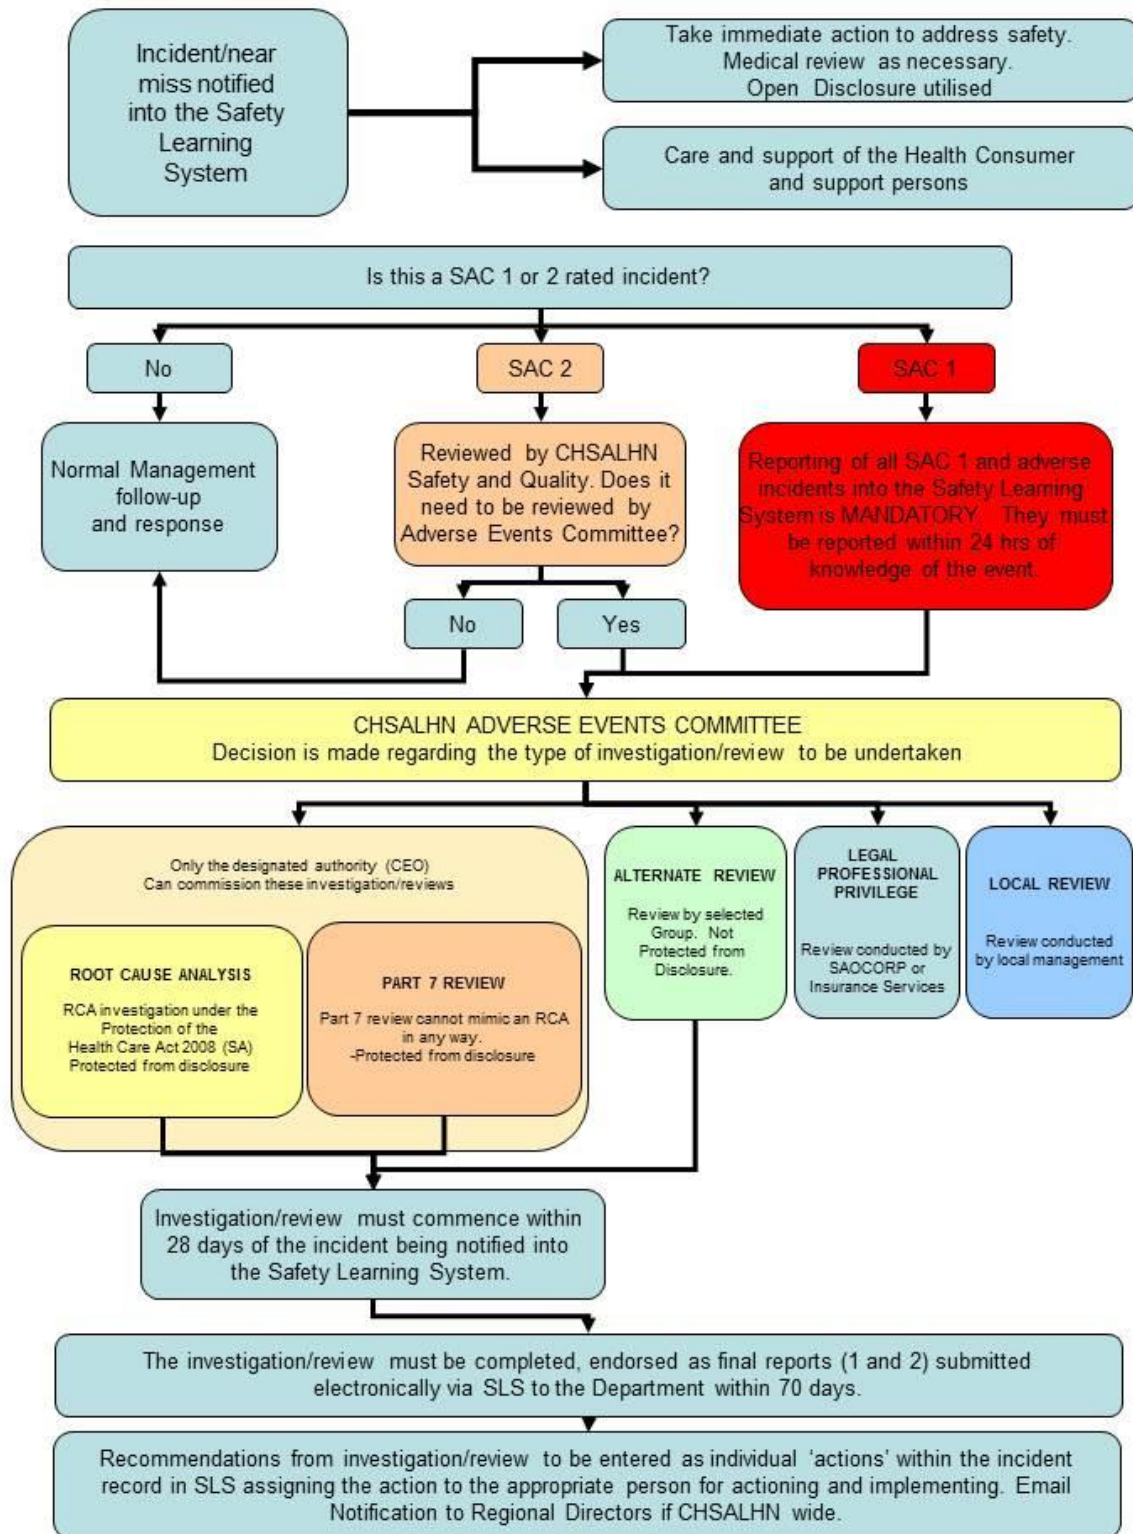 Incident/near
miss notified
into the Safety
Learning
System
Take immediate action to address safety.
Medical review as necessary.
Open Disclosure utilised
Care and support of the Health Consumer
and support persons
Is this a SAC 1 or 2 rated incident?
No
SAC 2
SAC 1
Normal Management
follow-up
and response
Reviewed by CHSALHN
Safety and Quality. Does it
need to be reviewed by
Adverse Events Committee?
Reporting of all SAC 1 and adverse
incidents into the Safety Learning
System is MANDATORY. They must
be reported within 24 hrs of
knowledge of the event.
No
Yes
CHSALHN ADVERSE EVENTS COMMITTEE
Decision is made regarding the type of investigation/review to be undertaken
Only the designated authority (CEO)
Can commission these investigation/reviews
ROOT CAUSE ANALYSIS
RCA investigation under the
Protection of the
Health Care Act 2008 (SA)
Protected from disclosure
PART 7 REVIEW
Part 7 review cannot mimic an RCA
in any way.
-Protected from disclosure
ALTERNATE REVIEW
Review by selected
Group. Not
Protected from
Disclosure.
LEGAL
PROFESSIONAL
PRIVILEGE
Review conducted by
SAOCORP or
Insurance Services
LOCAL REVIEW
Review conducted
by local management
Investigation/review must commence within
28 days of the incident being notified into
the Safety Learning System.
The investigation/review must be completed, endorsed as final reports (1 and 2) submitted
electronically via SLS to the Department within 70 days.
Recommendations from investigation/review to be entered as individual ‘actions’ within the incident
record in SLS assigning the action to the appropriate person for actioning and implementing. Email
Notification to Regional Directors if CHSALHN wide.